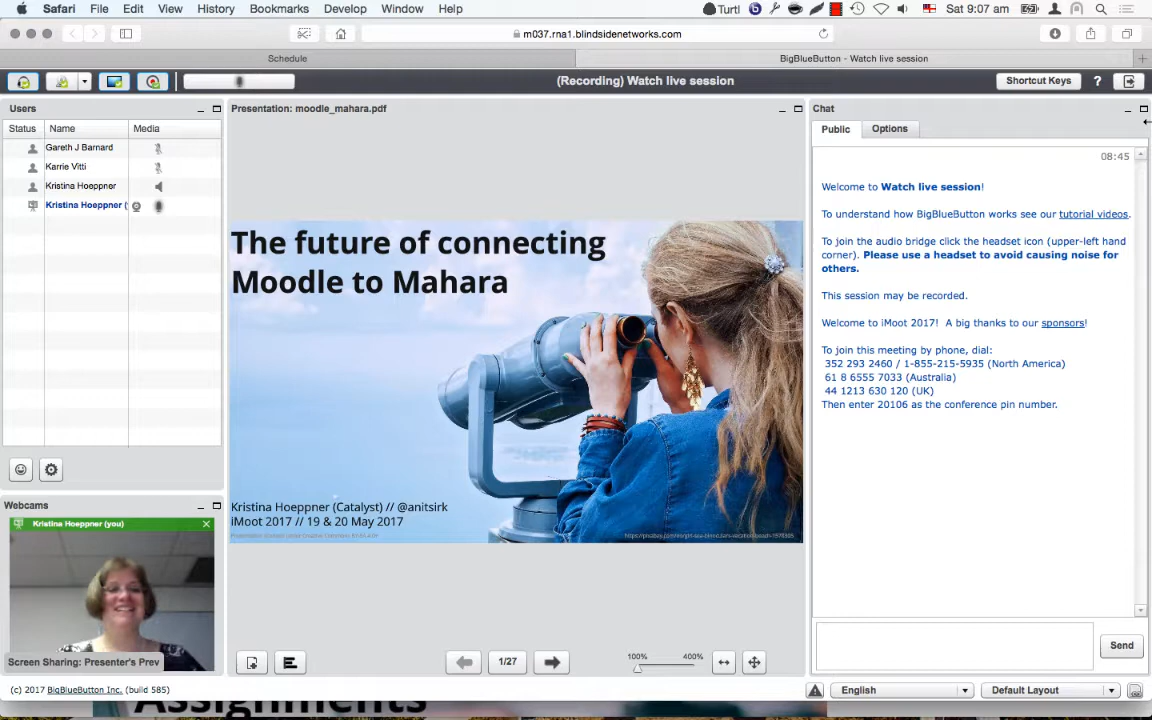 Safari File Edit View History Bookmarks Develop Window Help
Turtl
Sat 9:07 am
m037.rna1.blindsidenetworks.com
Schedule
BigBlueButton - Watch live session
(Recording) Watch live session
Shortcut Keys
?
Users
Status Name Media
Gareth J Barnard
Karrie Vitti
Kristina Hoeppner
Kristina Hoeppner (
Webcams
Kristina Hoeppner (you)
Screen Sharing: Presenter's Prev
Presentation: moodle_mahara.pdf
The future of connecting
Moodle to Mahara
Kristina Hoeppner (Catalyst) // @anitsirk
iMoot 2017 // 19 & 20 May 2017
1/27
100% 400%
Chat
Public Options
08:45
Welcome to Watch live session!
To understand how BigBlueButton works see our tutorial videos.
To join the audio bridge click the headset icon (upper-left hand
corner). Please use a headset to avoid causing noise for
others.
This session may be recorded.
Welcome to iMoot 2017! A big thanks to our sponsors!
To join this meeting by phone, dial:
352 293 2460 / 1-855-215-5935 (North America)
61 8 6555 7033 (Australia)
44 1213 630 120 (UK)
Then enter 20106 as the conference pin number.
Send
(c) 2017 BigBlueButton Inc. (build 585)
English
Default Layout
Assignments